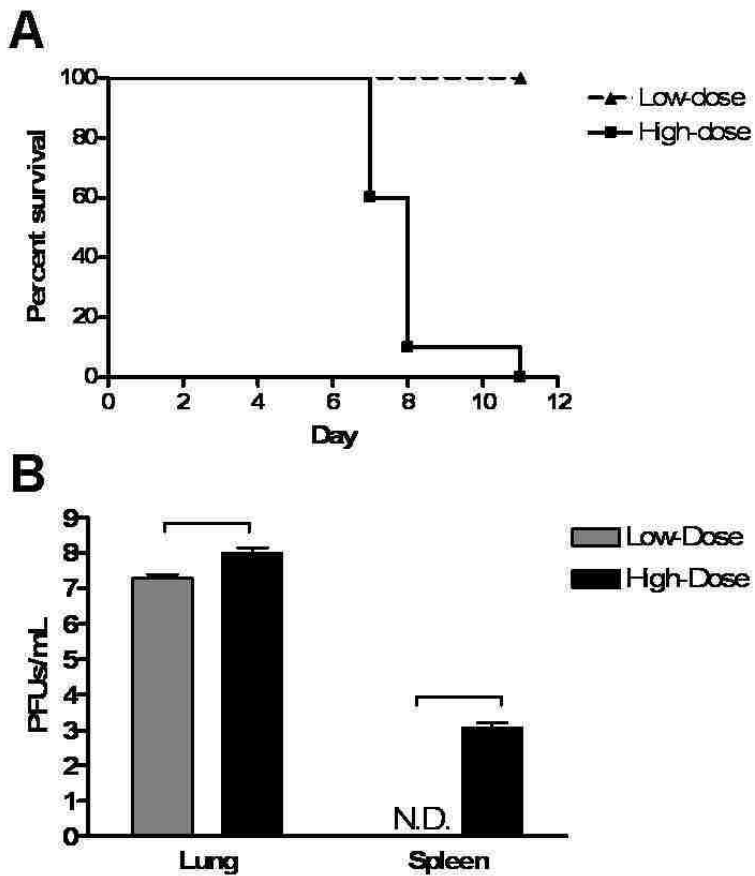 A
100
80
60
40
20
0
Percent survival
0 2 4 6 8 10 12
Day
Low-dose
High-dose
B
9
8
7
6
5
4
3
2
1
0
PFUs/mL
N.D.
Lung Spleen
Low-Dose
High-Dose